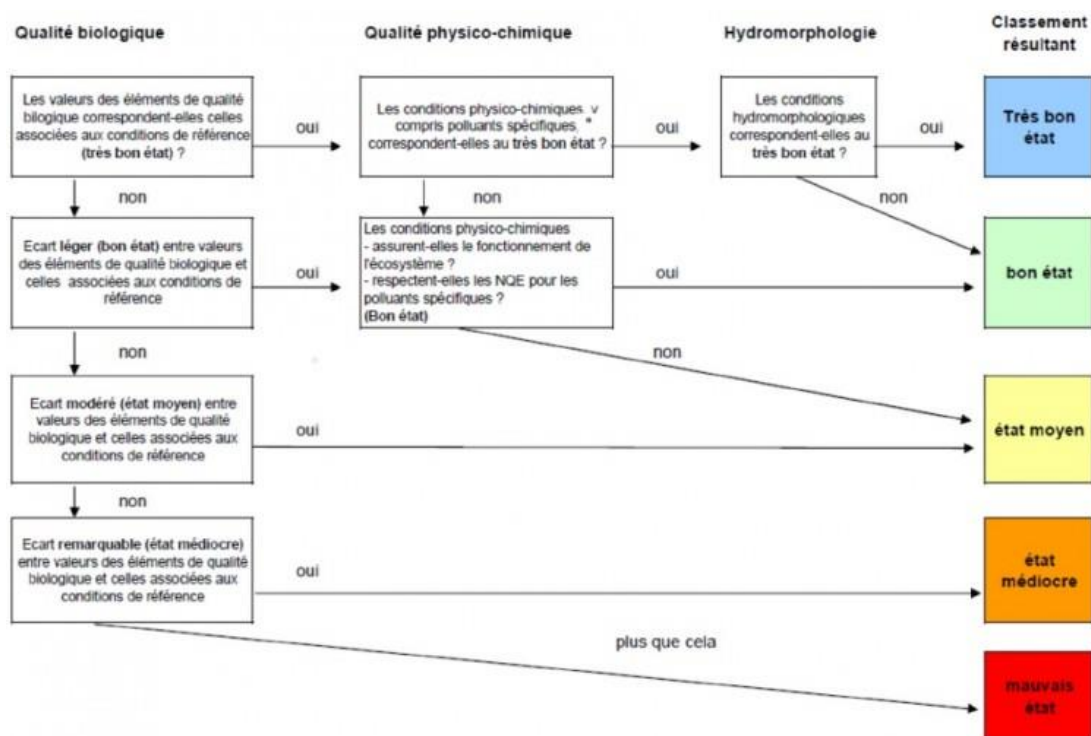 Qualité biologique
Qualité physico-chimique
Hydromorphologie
Classement
résultant
Les valeurs des éléments de qualité
bilogique correspondent-elles celles
associées aux conditions de référence
(très bon état) ?
oui
Les conditions physico-chimiques, y
compris polluants spécifiques, *
correspondent-elles au très bon état ?
oui
Les conditions
hydromorphologiques
correspondent-elles au
très bon état ?
oui
Très bon
état
non
non
non
Ecart léger (bon état) entre valeurs
des éléments de qualité biologique et
celles associées aux conditions de
référence
oui
Les conditions physico-chimiques
- assurent-elles le fonctionnement de
l'écosystème ?
- respectent-elles les NQE pour les
polluants spécifiques ?
(Bon état)
oui
bon état
non
non
Ecart modéré (état moyen) entre
valeurs des éléments de qualité
biologique et celles associées aux
conditions de référence
oui
état moyen
non
Ecart remarquable (état médiocre)
entre valeurs des éléments de qualité
biologique et celles associées aux
conditions de référence
oui
état
médiocre
plus que cela
mauvais
état